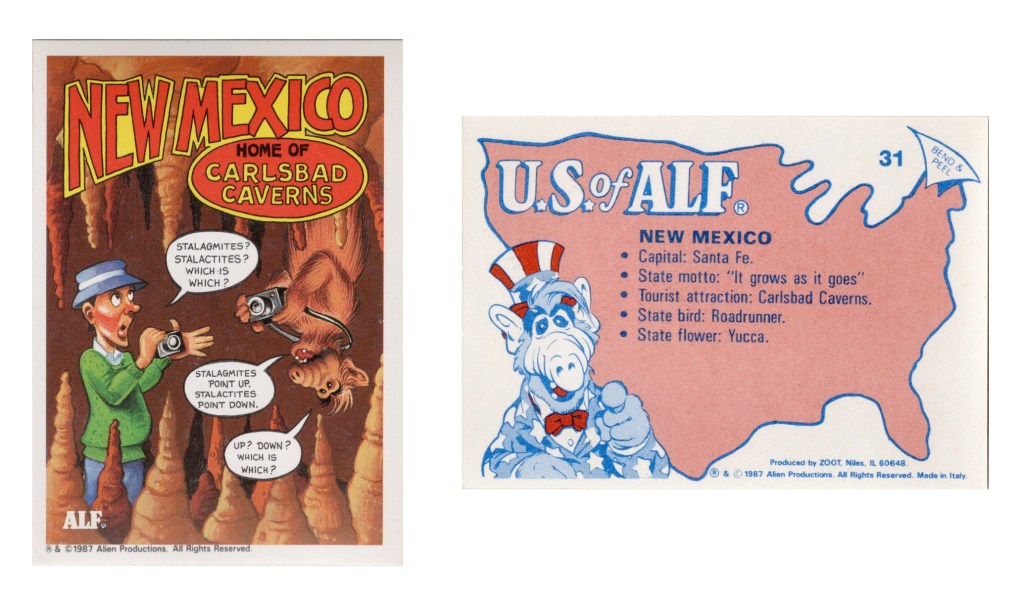 NEW MEXICO
HOME OF
CARLSBAD
CAVERNS
STALAGMITES?
STALACTITES?
WHICH IS
WHICH?
STALAGMITES
POINT UP.
STALACTITES
POINT DOWN.
UP? DOWN?
WHICH IS
WHICH?
ALF®
® & ©1987 Alien Productions. All Rights Reserved.
31
BEND &
PEEL
U.S. of ALF®
NEW MEXICO
• Capital: Santa Fe.
• State motto: "It grows as it goes"
• Tourist attraction: Carlsbad Caverns.
• State bird: Roadrunner.
• State flower: Yucca.
Produced by ZOOT, Niles, IL 60648.
® & ©1987 Alien Productions. All Rights Reserved. Made in Italy.